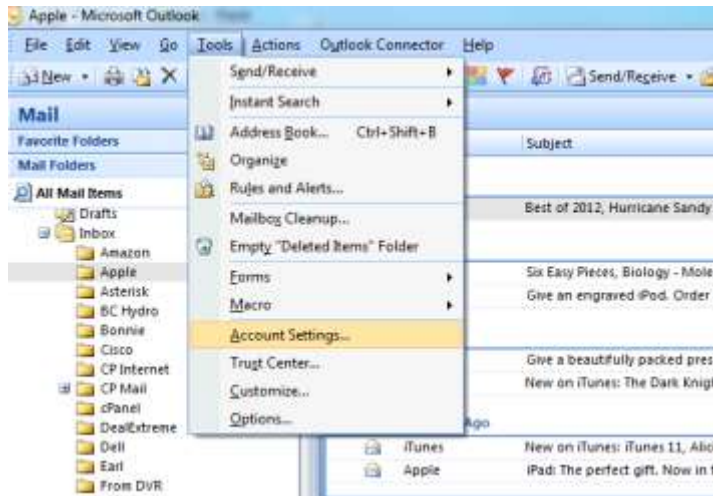 Apple - Microsoft Outlook
File Edit View Go Tools Actions Outlook Connector Help
New Send/Receive
Mail
Favorite Folders
Mail Folders
All Mail Items
Drafts
Inbox
Amazon
Apple
Asterisk
BC Hydro
Bonnie
Cisco
CP Internet
CP Mail
cPanel
DealExtreme
Dell
Earl
From DVR
Send/Receive
Instant Search
Address Book... Ctrl+Shift+B
Organize
Rules and Alerts...
Mailbox Cleanup...
Empty "Deleted Items" Folder
Forms
Macro
Account Settings...
Trust Center...
Customize...
Options...
Subject
Best of 2012, Hurricane Sandy
Six Easy Pieces, Biology - Mole
Give an engraved iPod. Order
Give a beautifully packed pres
New on iTunes: The Dark Knigh
Ago
iTunes New on iTunes: iTunes 11, Alic
Apple iPad: The perfect gift. Now in